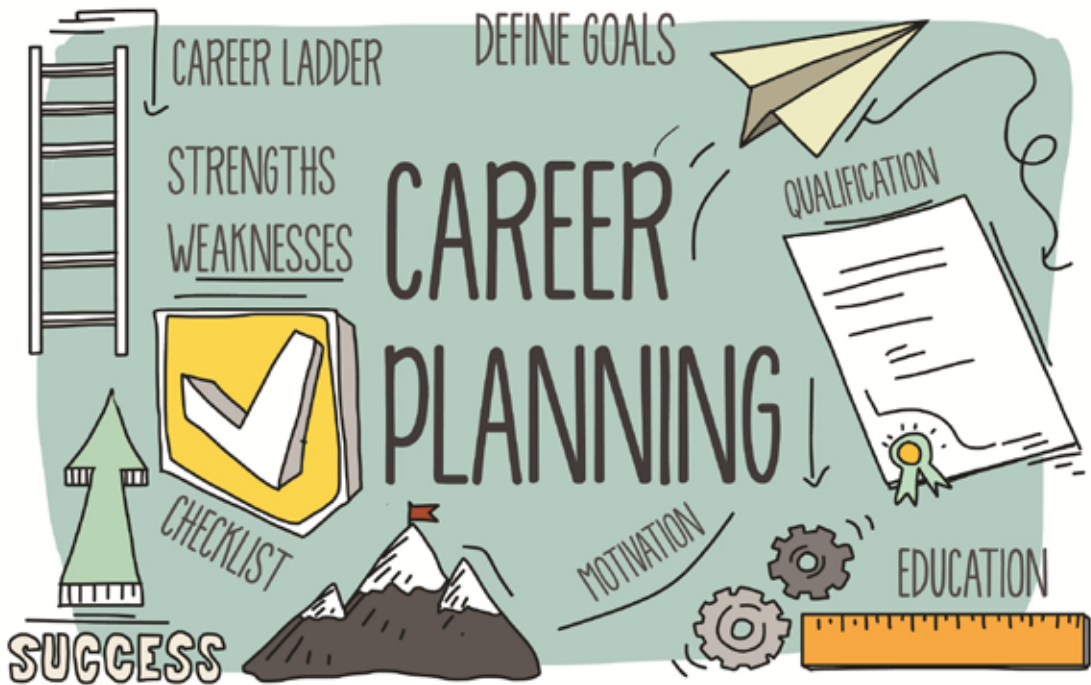 CAREER LADDER
DEFINE GOALS
STRENGTHS
WEAKNESSES
CAREER
PLANNING
QUALIFICATION
CHECKLIST
MOTIVATION
EDUCATION
SUCCESS